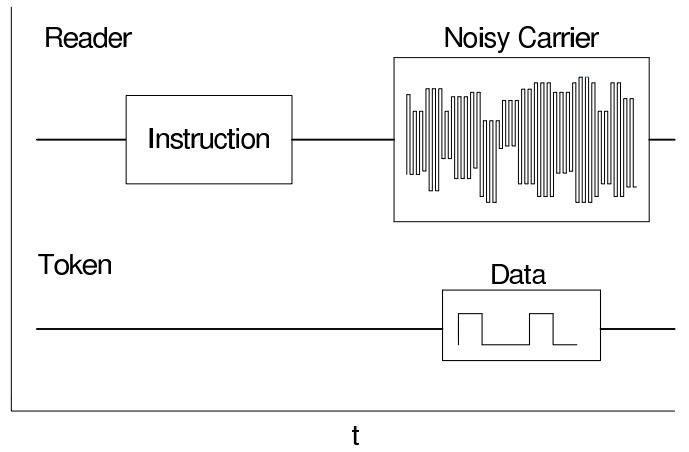 Reader
Noisy Carrier
Instruction
Token
Data
t